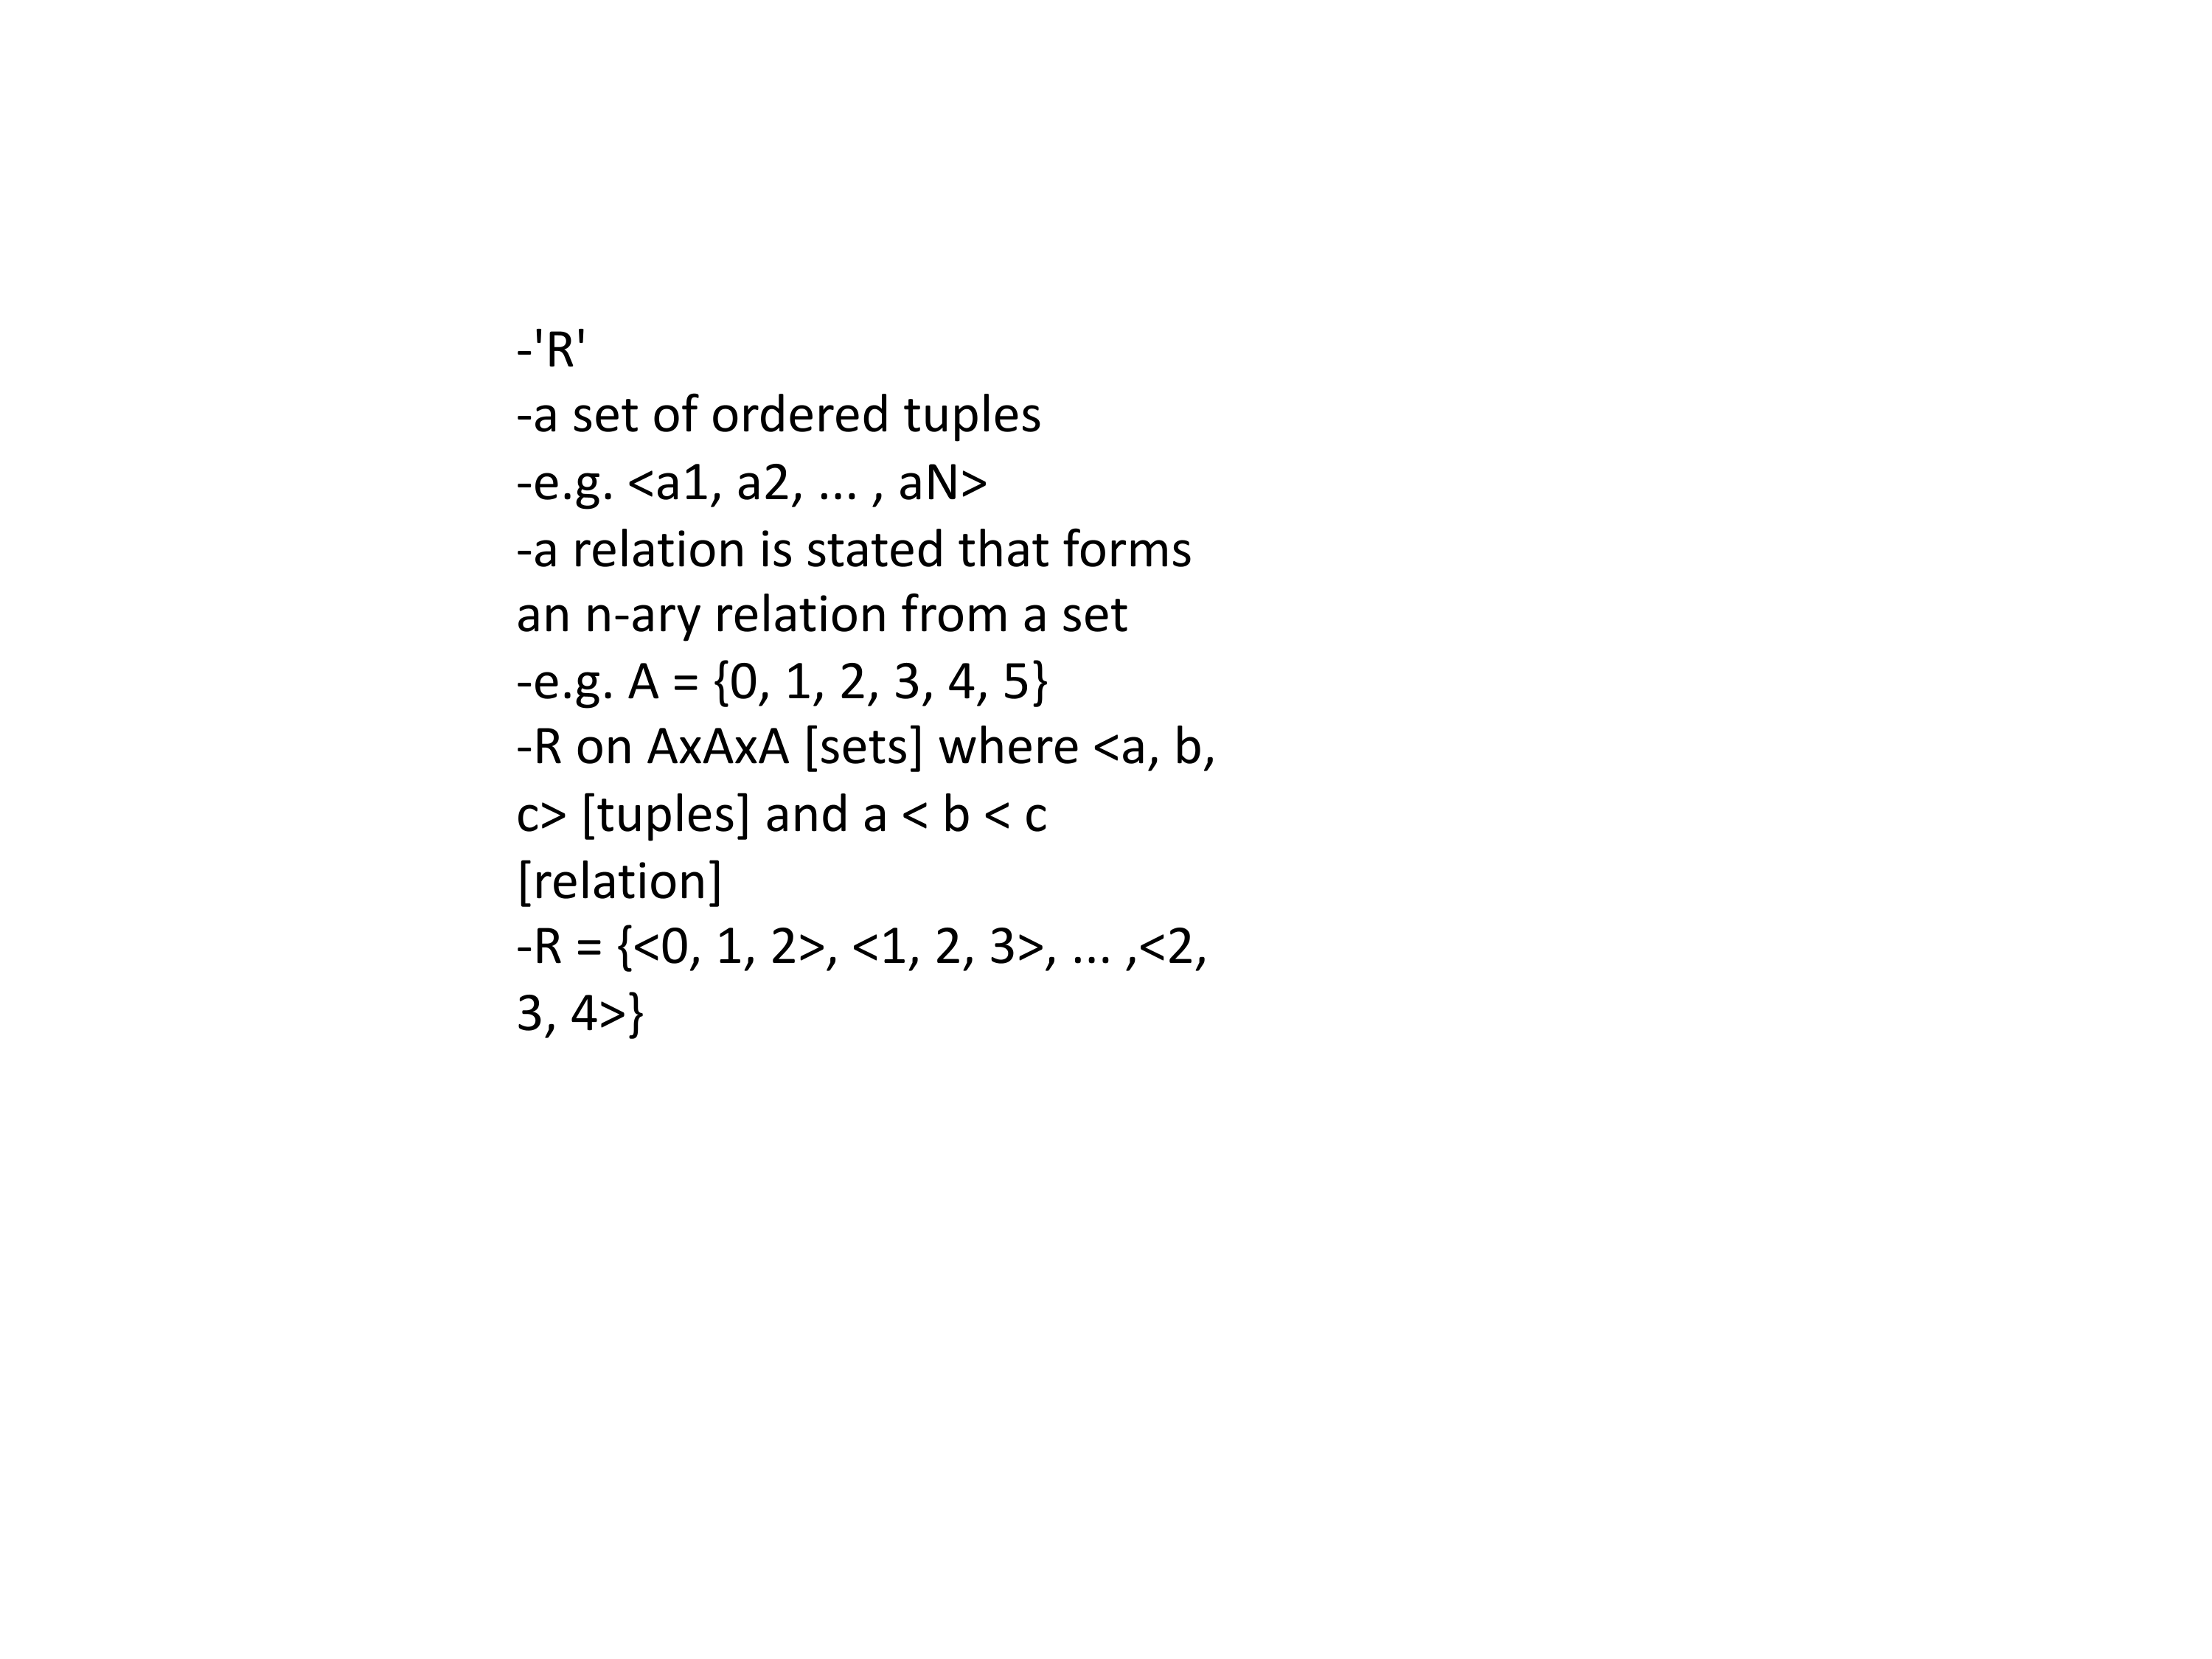 -'R'
-a set of ordered tuples
-e.g. <a1, a2, ... , aN>
-a relation is stated that forms
an n-ary relation from a set
-e.g. A = {0, 1, 2, 3, 4, 5}
-R on AxAxA [sets] where <a, b,
c> [tuples] and a < b < c
[relation]
-R = {<0, 1, 2>, <1, 2, 3>, ... ,<2,
3, 4>}